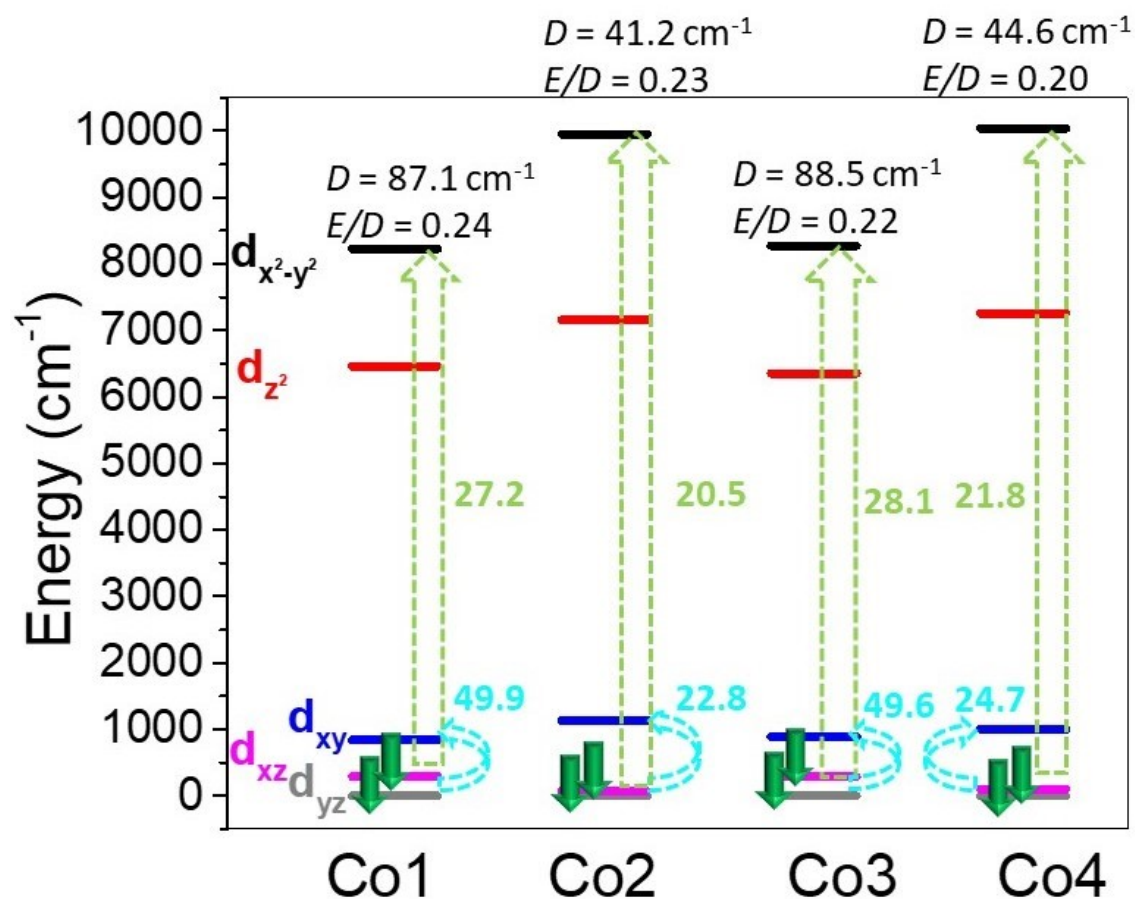 D = 41.2 cm⁻¹
E/D = 0.23
D = 44.6 cm⁻¹
E/D = 0.20
D = 87.1 cm⁻¹
E/D = 0.24
D = 88.5 cm⁻¹
E/D = 0.22
Energy (cm⁻¹)
10000
9000
8000
7000
6000
5000
4000
3000
2000
1000
0
dx²-y²
dz²
dxy
dxz
dyz
27.2
20.5
28.1
21.8
49.9
22.8
49.6
24.7
Co1
Co2
Co3
Co4